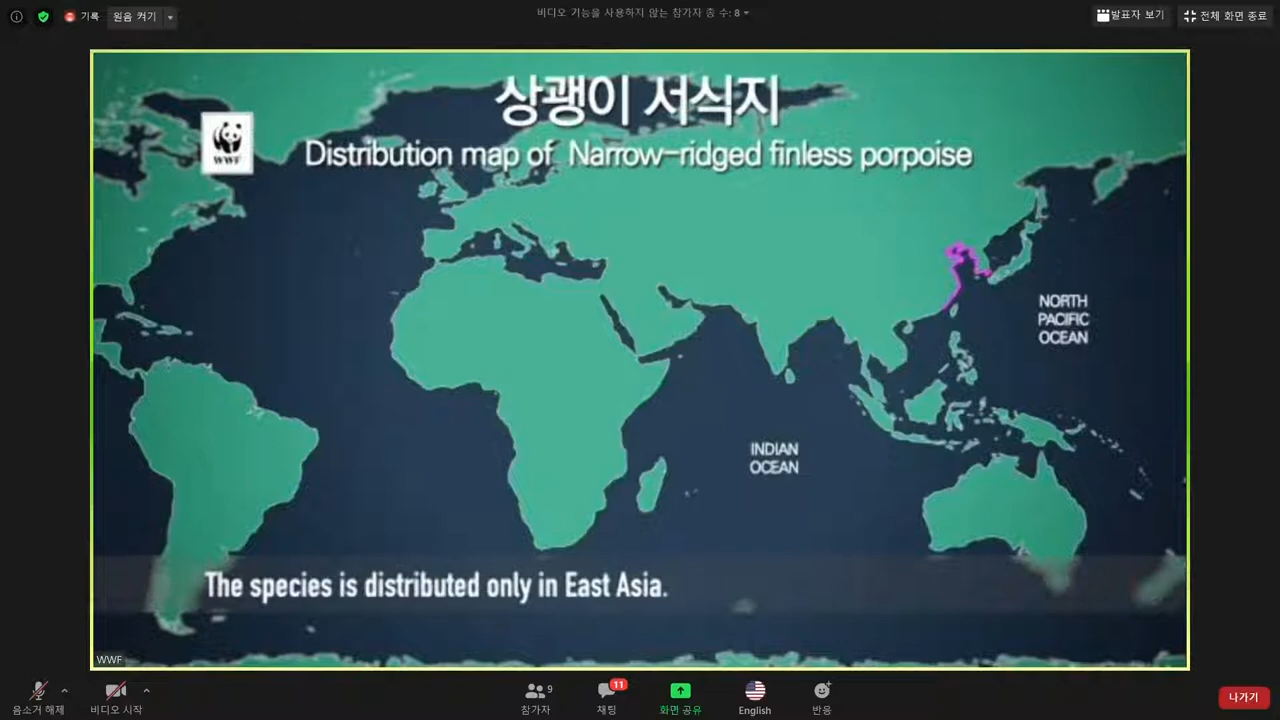 기록
원음 켜기
비디오 기능을 사용하지 않는 참가자 총 수: 8
발표자 보기
전체 화면 종료
상괭이 서식지
WWF
Distribution map of Narrow-ridged finless porpoise
NORTH
PACIFIC
OCEAN
INDIAN
OCEAN
The species is distributed only in East Asia.
WWF
음소거 해제
비디오 시작
9
참가자
11
채팅
화면 공유
English
반응
나가기